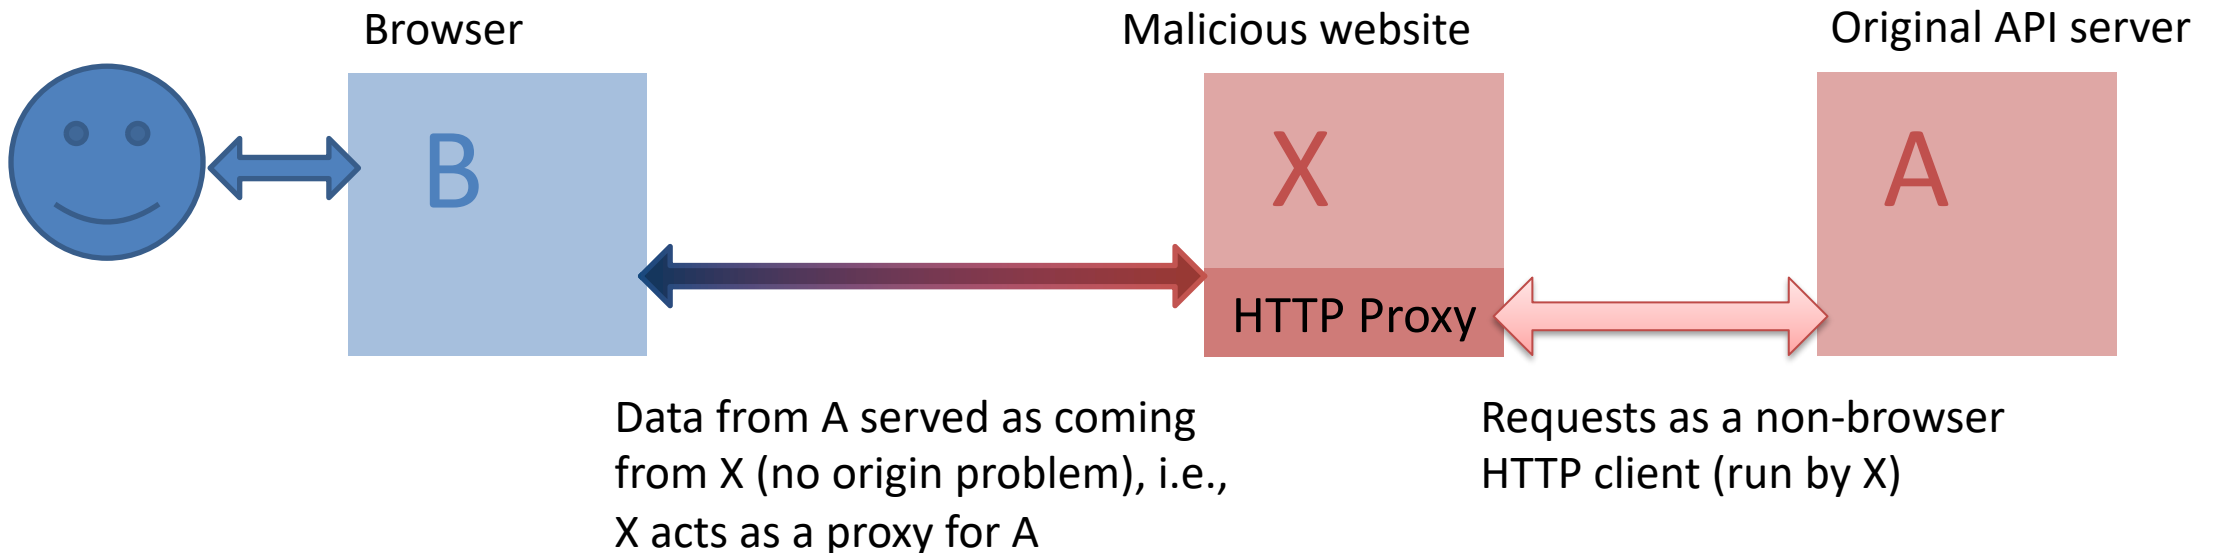 Browser
Malicious website
Original API server
B
X
A
HTTP Proxy
Data from A served as coming
from X (no origin problem), i.e.,
X acts as a proxy for A
Requests as a non-browser
HTTP client (run by X)